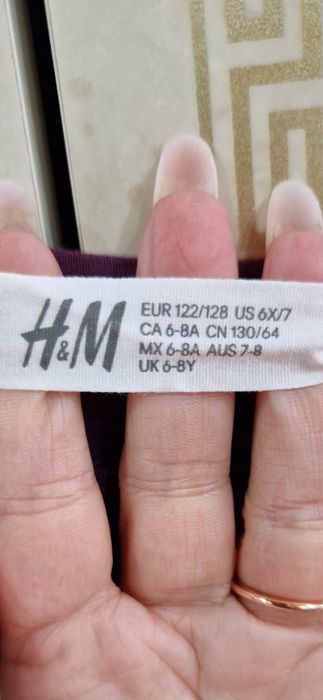 H&M
EUR 122/128 US 6X/7
CA 6-8A CN 130/64
MX 6-8A AUS 7-8
UK 6-8Y